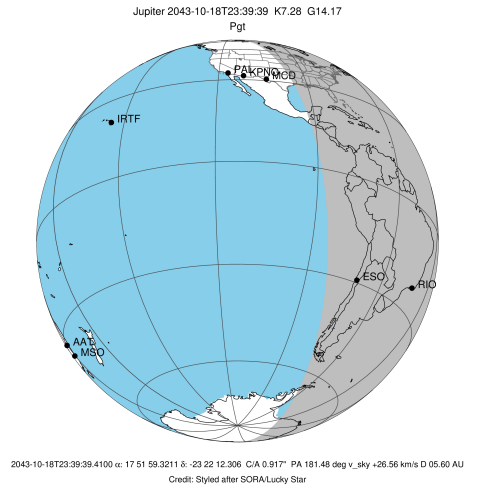 Jupiter 2043-10-18T23:39:39 K7.28 G14.17
Pgt
PAL
KPNO
MCD
IRTF
ESO
RIO
AAT
MSO
2043-10-18T23:39:39.4100 α: 17 51 59.3211 δ: -23 22 12.306 C/A 0.917" PA 181.48 deg v_sky +26.56 km/s D 05.60 AU
Credit: Styled after SORA/Lucky Star